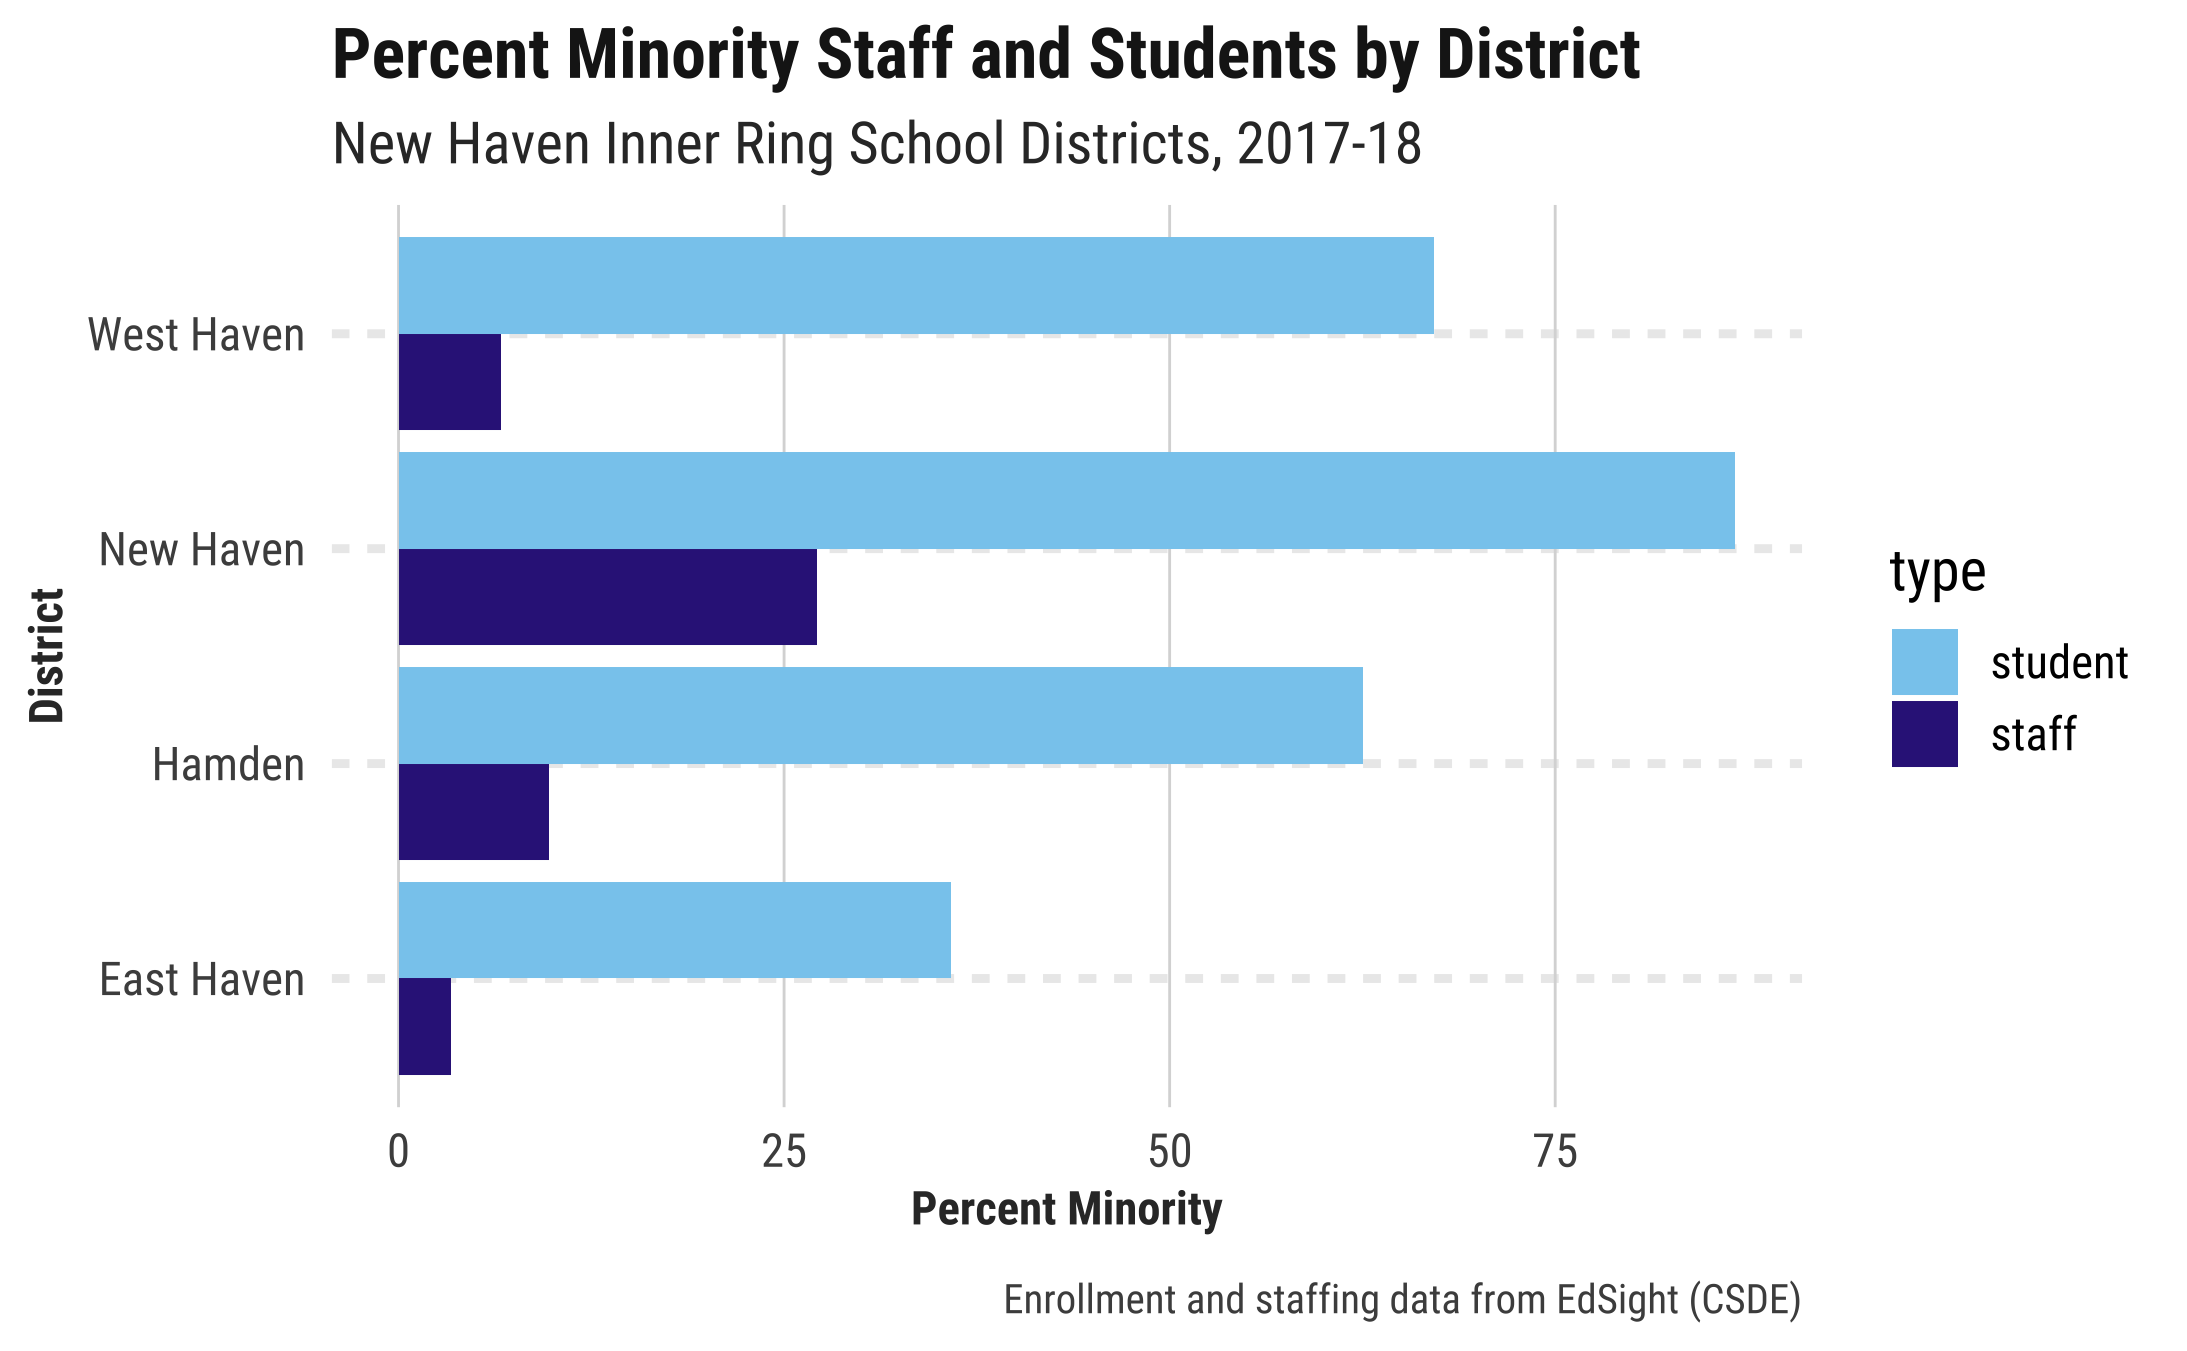 Percent Minority Staff and Students by District
New Haven Inner Ring School Districts, 2017-18
West Haven
New Haven
Hamden
East Haven
District
0 25 50 75
Percent Minority
type
student
staff
Enrollment and staffing data from EdSight (CSDE)